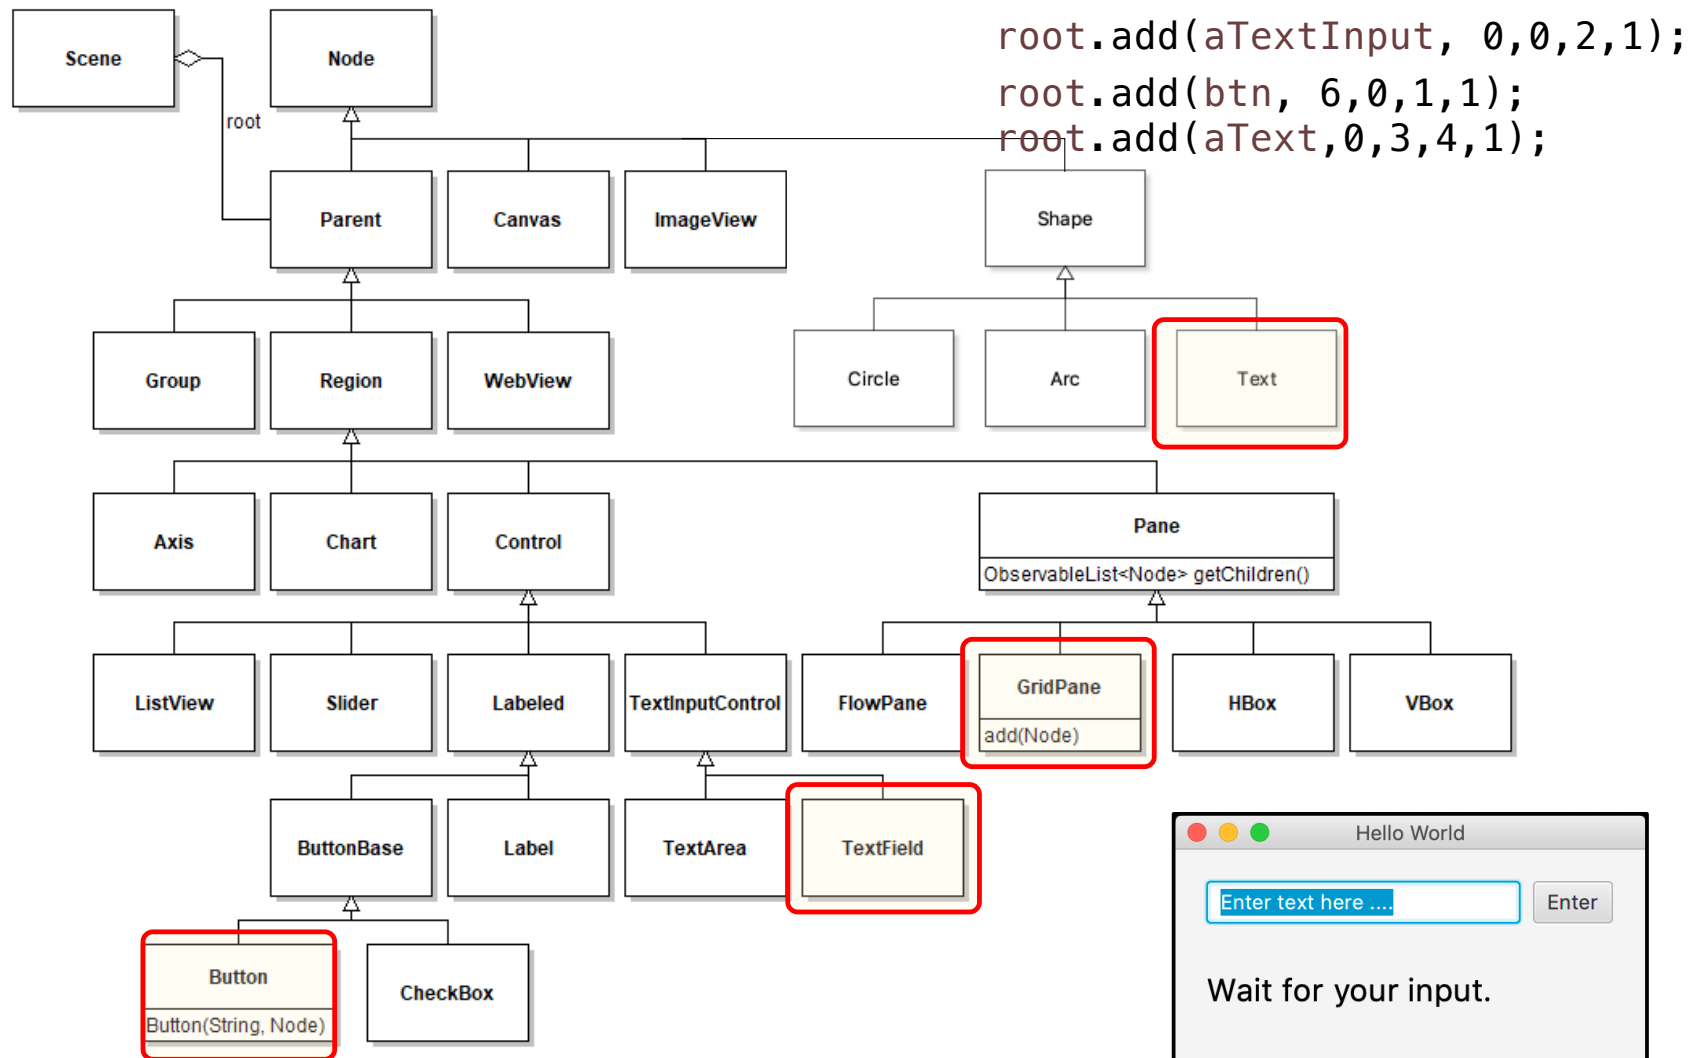 root.add(aTextInput, 0,0,2,1);
root.add(btn, 6,0,1,1);
root.add(aText,0,3,4,1);
Scene
Node
root
Parent
Canvas
ImageView
Shape
Group
Region
WebView
Circle
Arc
Text
Axis
Chart
Control
Pane
ObservableList<Node> getChildren()
ListView
Slider
Labeled
TextInputControl
FlowPane
GridPane
add(Node)
HBox
VBox
ButtonBase
Label
TextArea
TextField
Button
Button(String, Node)
CheckBox
Hello World
Enter text here ....
Enter
Wait for your input.